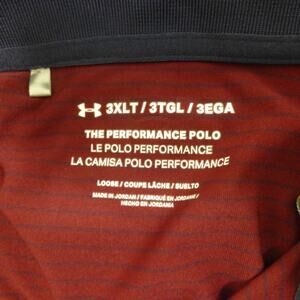 3XLT / 3TGL / 3EGA
THE PERFORMANCE POLO
LE POLO PERFORMANCE
LA CAMISA POLO PERFORMANCE
LOOSE / COUPE LÂCHE / SUELTO
MADE IN JORDAN / FABRIQUÉ EN JORDANIE /
HECHO EN JORDANIA